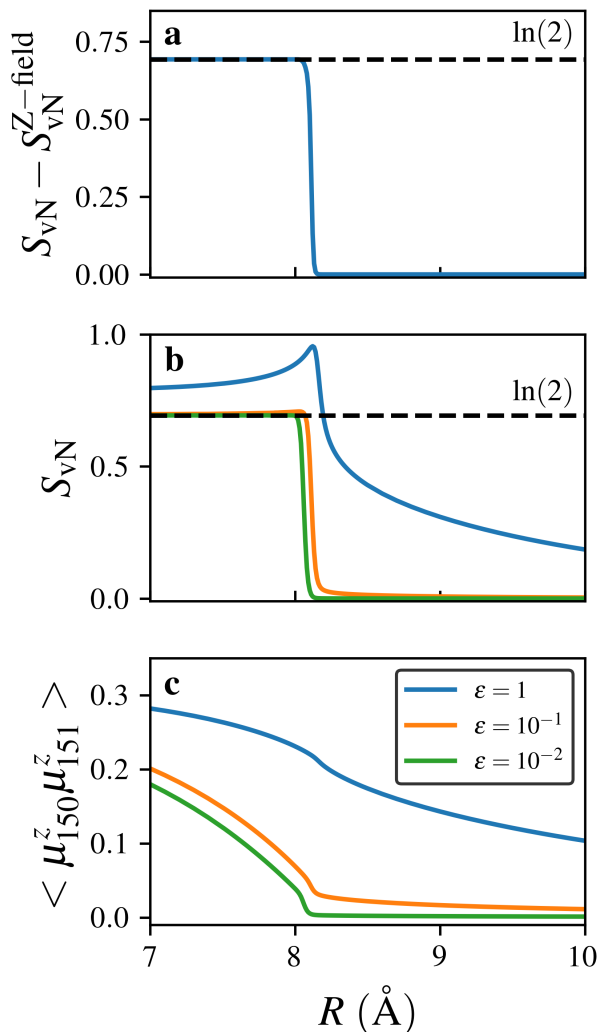 a
ln(2)
0.75
0.50
0.25
0.00
S_vN − S_vN^Z−field
b
ln(2)
1.0
0.5
0.0
S_vN
c
ε = 1
ε = 10⁻¹
ε = 10⁻²
0.3
0.2
0.1
0.0
< μ^z_150 μ^z_151 >
7 8 9 10
R (Å)